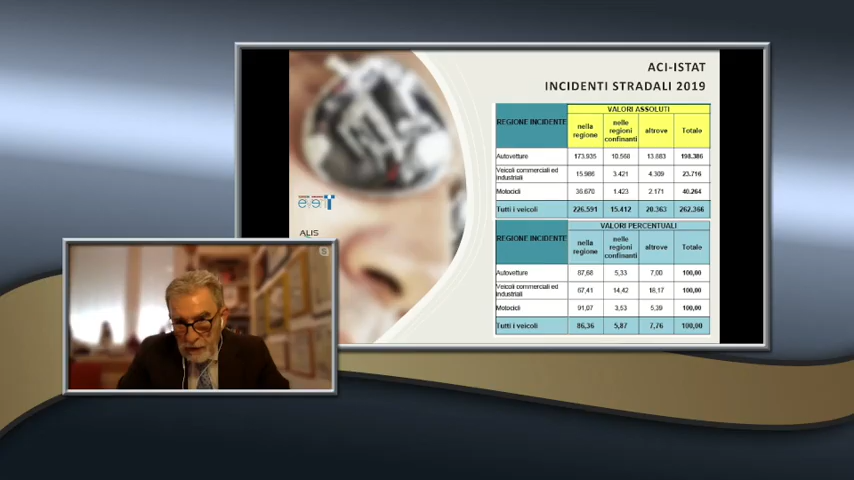 ACI-ISTAT
INCIDENTI STRADALI 2019
VALORI ASSOLUTI
REGIONE INCIDENTE nella regione nelle regioni confinanti altrove Totale
Autovetture 173.935 10.568 13.883 198.386
Veicoli commerciali ed industriali 15.986 3.421 4.309 23.716
Motocicli 36.670 1.423 2.171 40.264
Tutti i veicoli 226.591 15.412 20.363 262.366
VALORI PERCENTUALI
REGIONE INCIDENTE nella regione nelle regioni confinanti altrove Totale
Autovetture 87,68 5,33 7,00 100,00
Veicoli commerciali ed industriali 67,41 14,42 18,17 100,00
Motocicli 91,07 3,53 5,39 100,00
Tutti i veicoli 86,36 5,87 7,76 100,00
ALIS